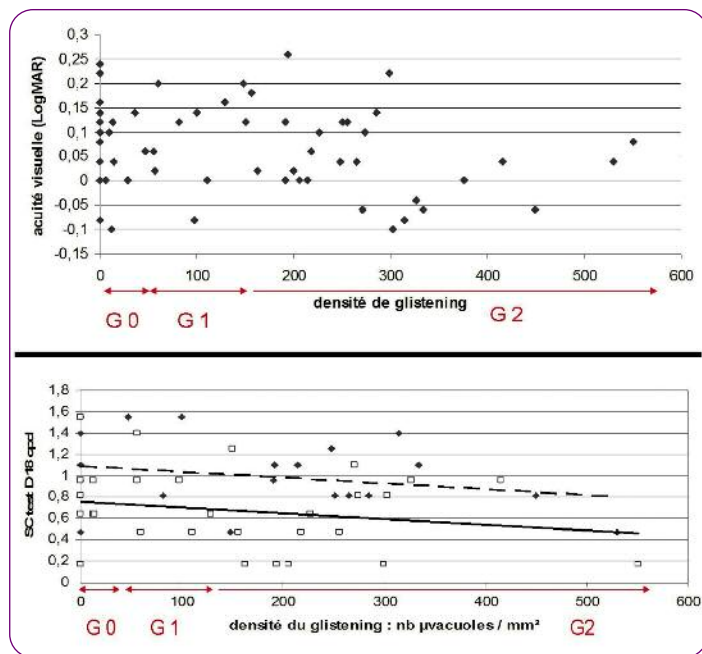 0,3
0,25
0,2
0,15
0,1
0,05
0
-0,05
-0,1
-0,15
acuité visuelle (LogMAR)
0 100 200 300 400 500 600
densité de glistening
G 0 G 1 G 2
1,8
1,6
1,4
1,2
1
0,8
0,6
0,4
0,2
0
SC test D 18 cpd
0 100 200 300 400 500 600
densité du glistening : nb µvacuoles / mm²
G 0 G 1 G2